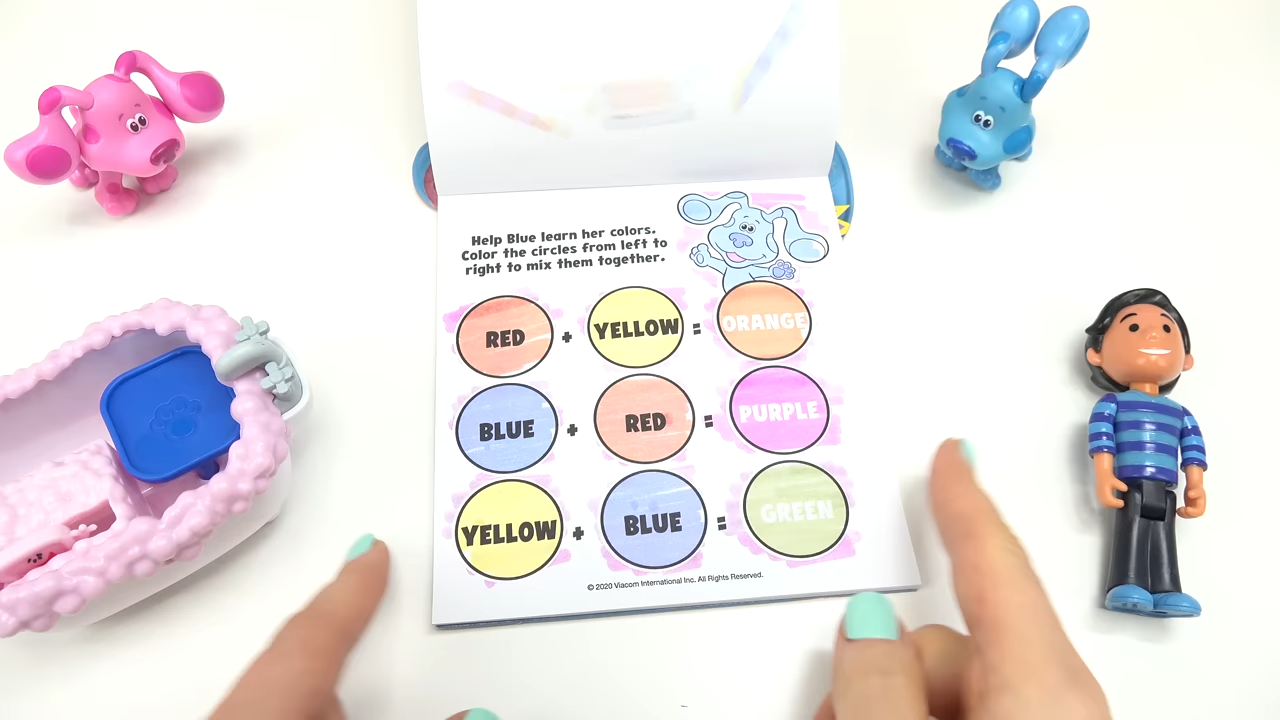 Help Blue learn her colors.
Color the circles from left to
right to mix them together.
RED + YELLOW = ORANGE
BLUE + RED = PURPLE
YELLOW + BLUE = GREEN
© 2020 Viacom International Inc. All Rights Reserved.